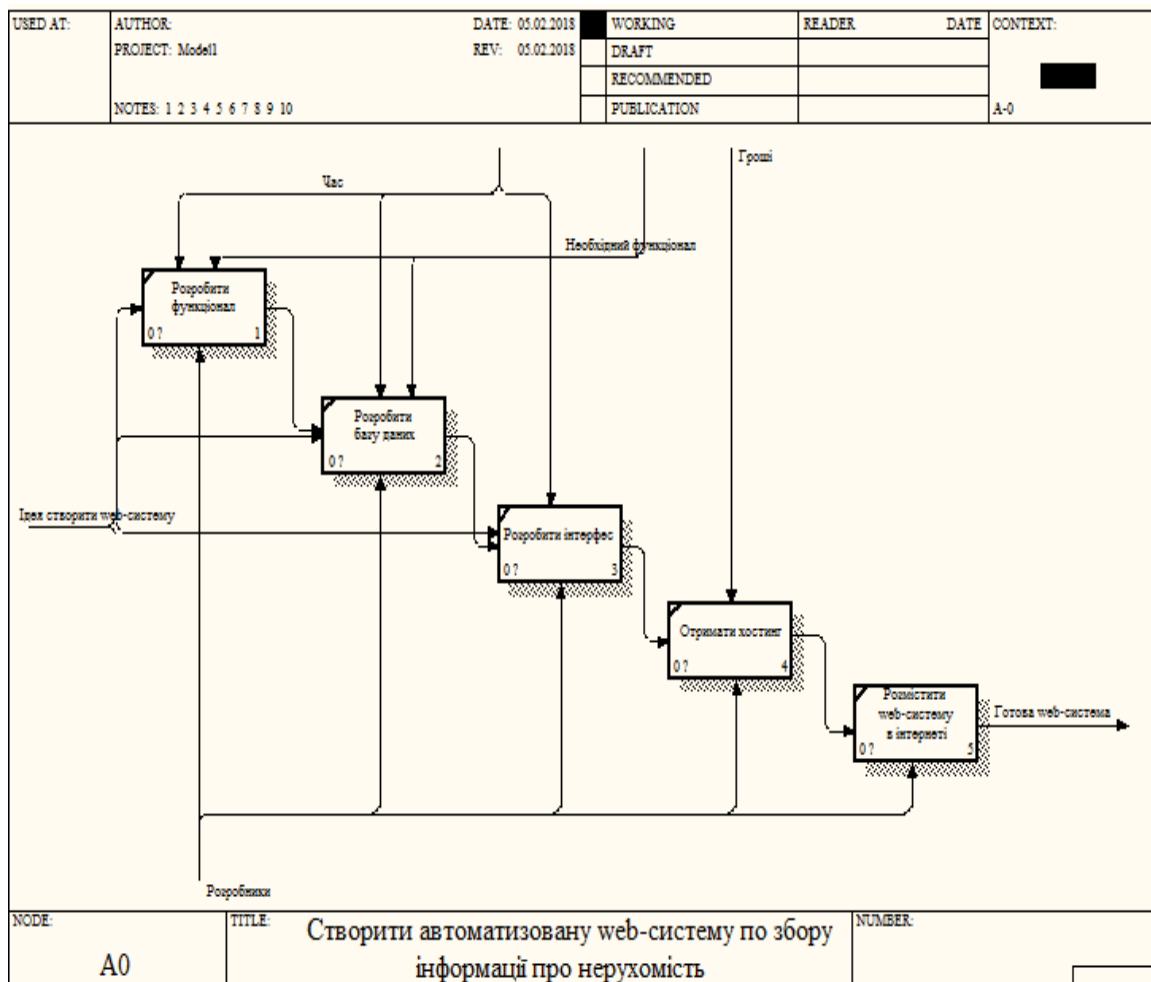 USED AT:
AUTHOR:
DATE: 05.02.2018
WORKING
READER
DATE
CONTEXT:
PROJECT: Model1
REV: 05.02.2018
DRAFT
RECOMMENDED
NOTES: 1 2 3 4 5 6 7 8 9 10
PUBLICATION
A-0
Гроші
Час
Необхідний функціонал
Розробити
функціонал
0 ?
1
Розробити
базу даних
0 ?
2
Ідея створити web-систему
Розробити інтерфес
0 ?
3
Отримати хостинг
0 ?
4
Розмістити
web-систему
в інтернеті
0 ?
5
Готова web-система
Розробники
NODE:
A0
TITLE:
Створити автоматизовану web-систему по збору
інформації про нерухомість
NUMBER: